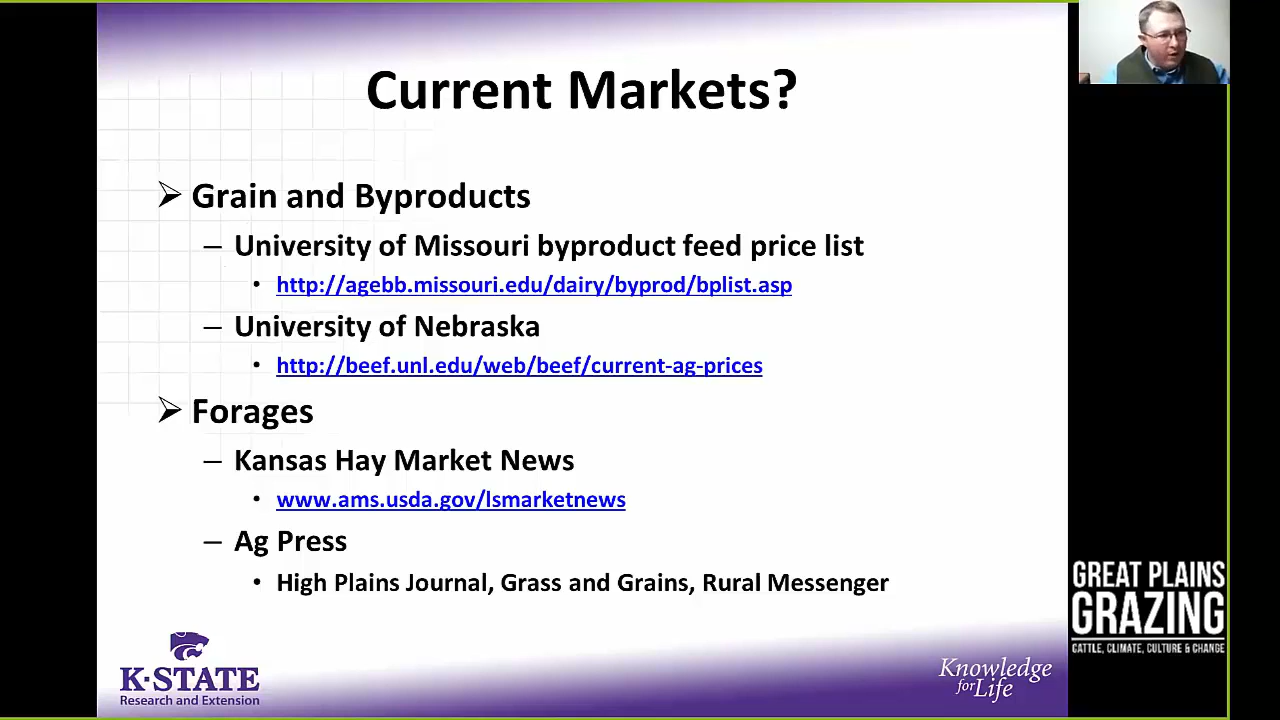 Current Markets?
Grain and Byproducts
– University of Missouri byproduct feed price list
• http://agebb.missouri.edu/dairy/byprod/bplist.asp
– University of Nebraska
• http://beef.unl.edu/web/beef/current-ag-prices
Forages
– Kansas Hay Market News
• www.ams.usda.gov/lsmarketnews
– Ag Press
• High Plains Journal, Grass and Grains, Rural Messenger
K-STATE
Research and Extension
Knowledge
for Life
GREAT PLAINS
GRAZING
CATTLE, CLIMATE, CULTURE & CHANGE